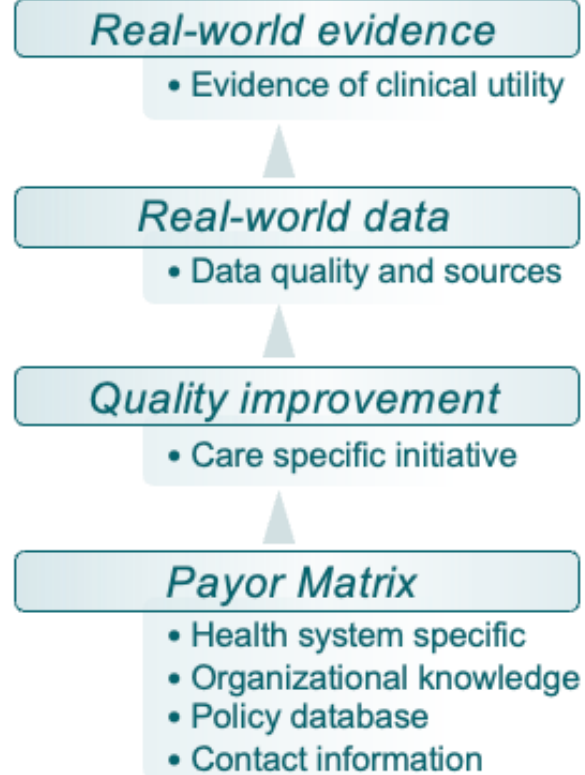 Real-world evidence
• Evidence of clinical utility
Real-world data
• Data quality and sources
Quality improvement
• Care specific initiative
Payor Matrix
• Health system specific
• Organizational knowledge
• Policy database
• Contact information